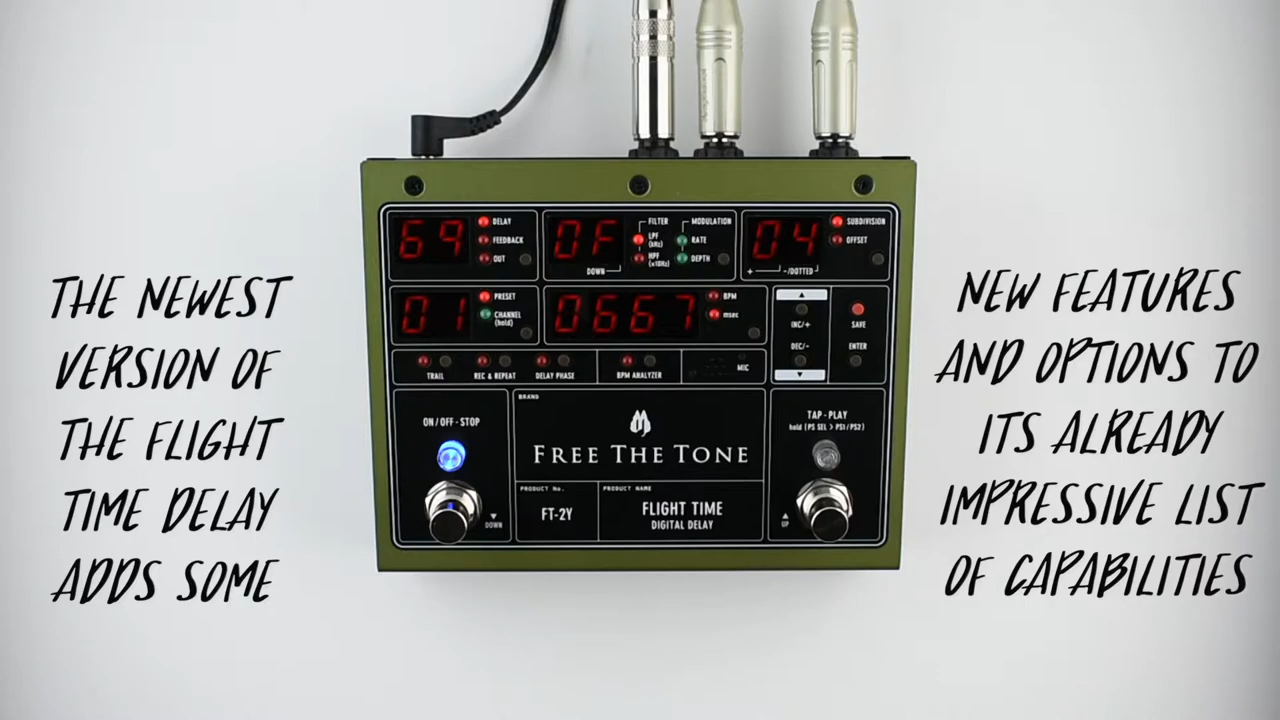 THE NEWEST
VERSION OF
THE FLIGHT
TIME DELAY
ADDS SOME
NEW FEATURES
AND OPTIONS TO
ITS ALREADY
IMPRESSIVE LIST
OF CAPABILITIES
69
DELAY
FEEDBACK
OUT
0F
DOWN
FILTER
LPF
(kHz)
HPF
(x10Hz)
MODULATION
RATE
DEPTH
04
+ -/DOTTED
SUBDIVISION
OFFSET
01
PRESET
CHANNEL
(hold)
0667
BPM
msec
▲
INC/+
DEC/-
▼
SAVE
ENTER
TRAIL
REC & REPEAT
DELAY PHASE
BPM ANALYZER
MIC
ON/OFF-STOP
▼
DOWN
BRAND
FREE THE TONE
PRODUCT No.
FT-2Y
PRODUCT NAME
FLIGHT TIME
DIGITAL DELAY
TAP-PLAY
hold (PS SEL > PS1/PS2)
▲
UP